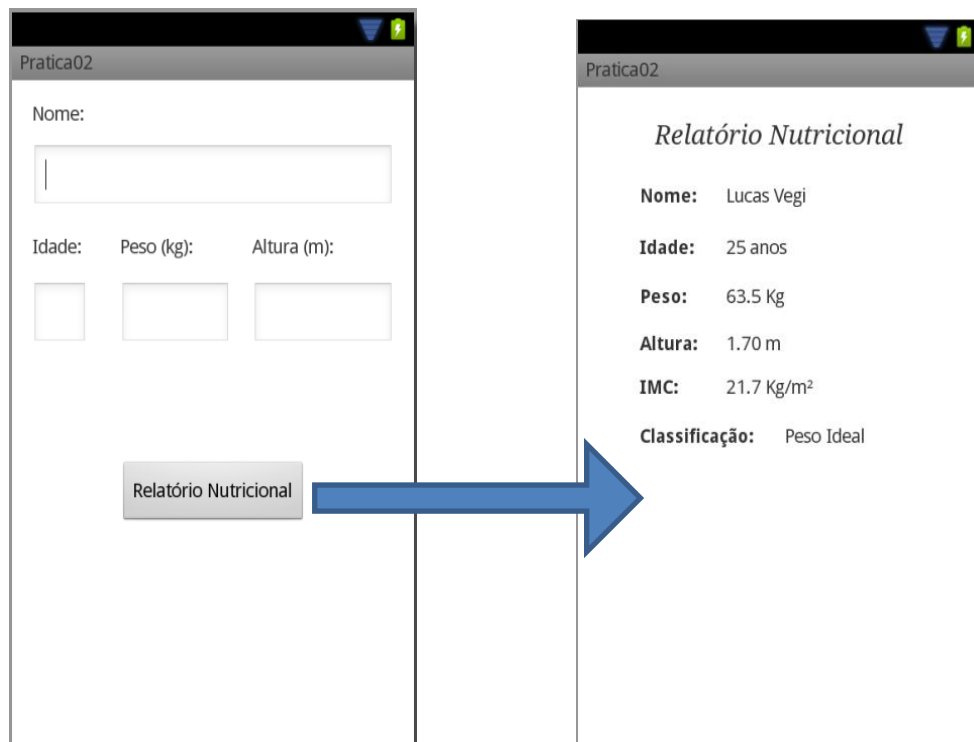 Pratica02
Nome:
Idade: Peso (kg): Altura (m):
Relatório Nutricional
Pratica02
Relatório Nutricional
Nome: Lucas Vegi
Idade: 25 anos
Peso: 63.5 Kg
Altura: 1.70 m
IMC: 21.7 Kg/m²
Classificação: Peso Ideal